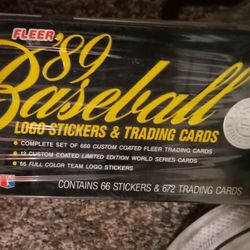 FLEER '89
Baseball
LOGO STICKERS & TRADING CARDS
• COMPLETE SET OF 660 CUSTOM COATED FLEER TRADING CARDS
• 12 CUSTOM COATED LIMITED EDITION WORLD SERIES CARDS
• 66 FULL COLOR TEAM LOGO STICKERS
CONTAINS 66 STICKERS & 672 TRADING CARDS